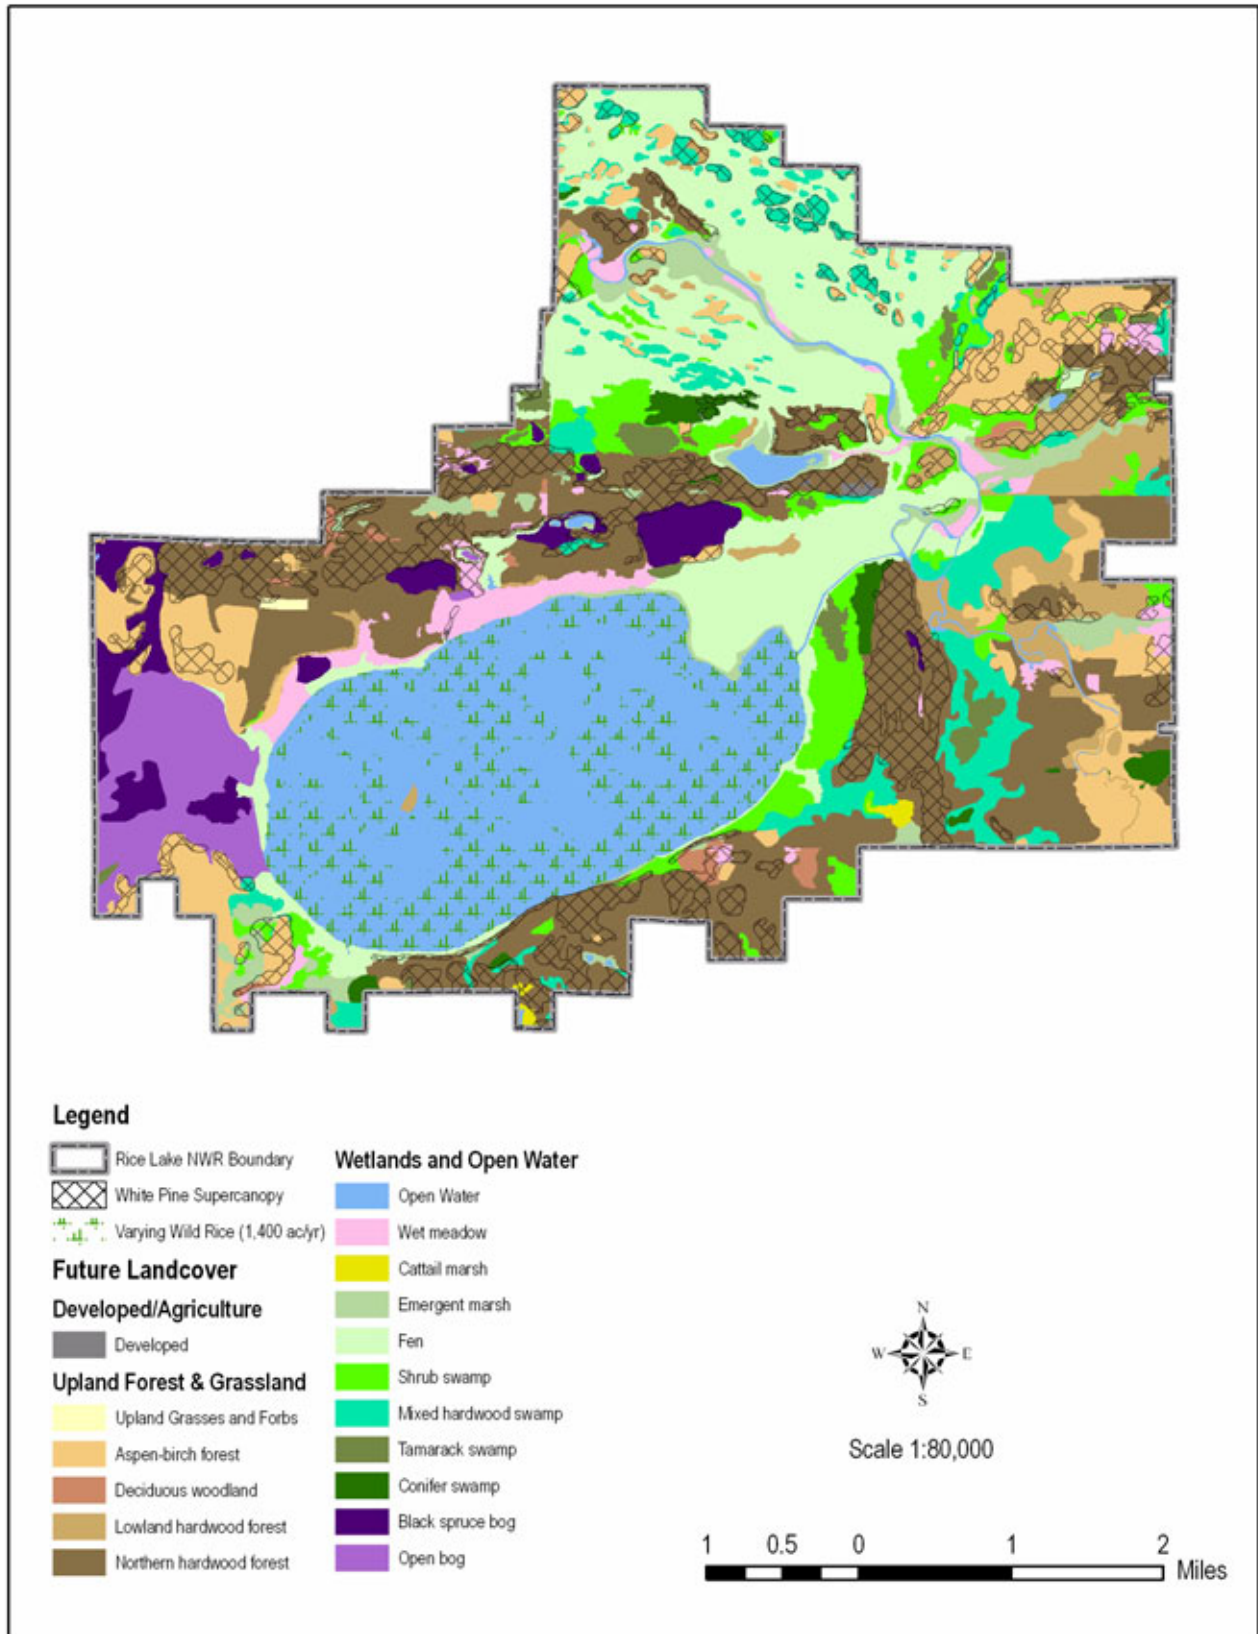 Legend
Rice Lake NWR Boundary
White Pine Supercanopy
Varying Wild Rice (1,400 ac/yr)
Future Landcover
Developed/Agriculture
Developed
Upland Forest & Grassland
Upland Grasses and Forbs
Aspen-birch forest
Deciduous woodland
Lowland hardwood forest
Northern hardwood forest
Wetlands and Open Water
Open Water
Wet meadow
Cattail marsh
Emergent marsh
Fen
Shrub swamp
Mixed hardwood swamp
Tamarack swamp
Conifer swamp
Black spruce bog
Open bog
N
W E
S
Scale 1:80,000
1 0.5 0 1 2
Miles